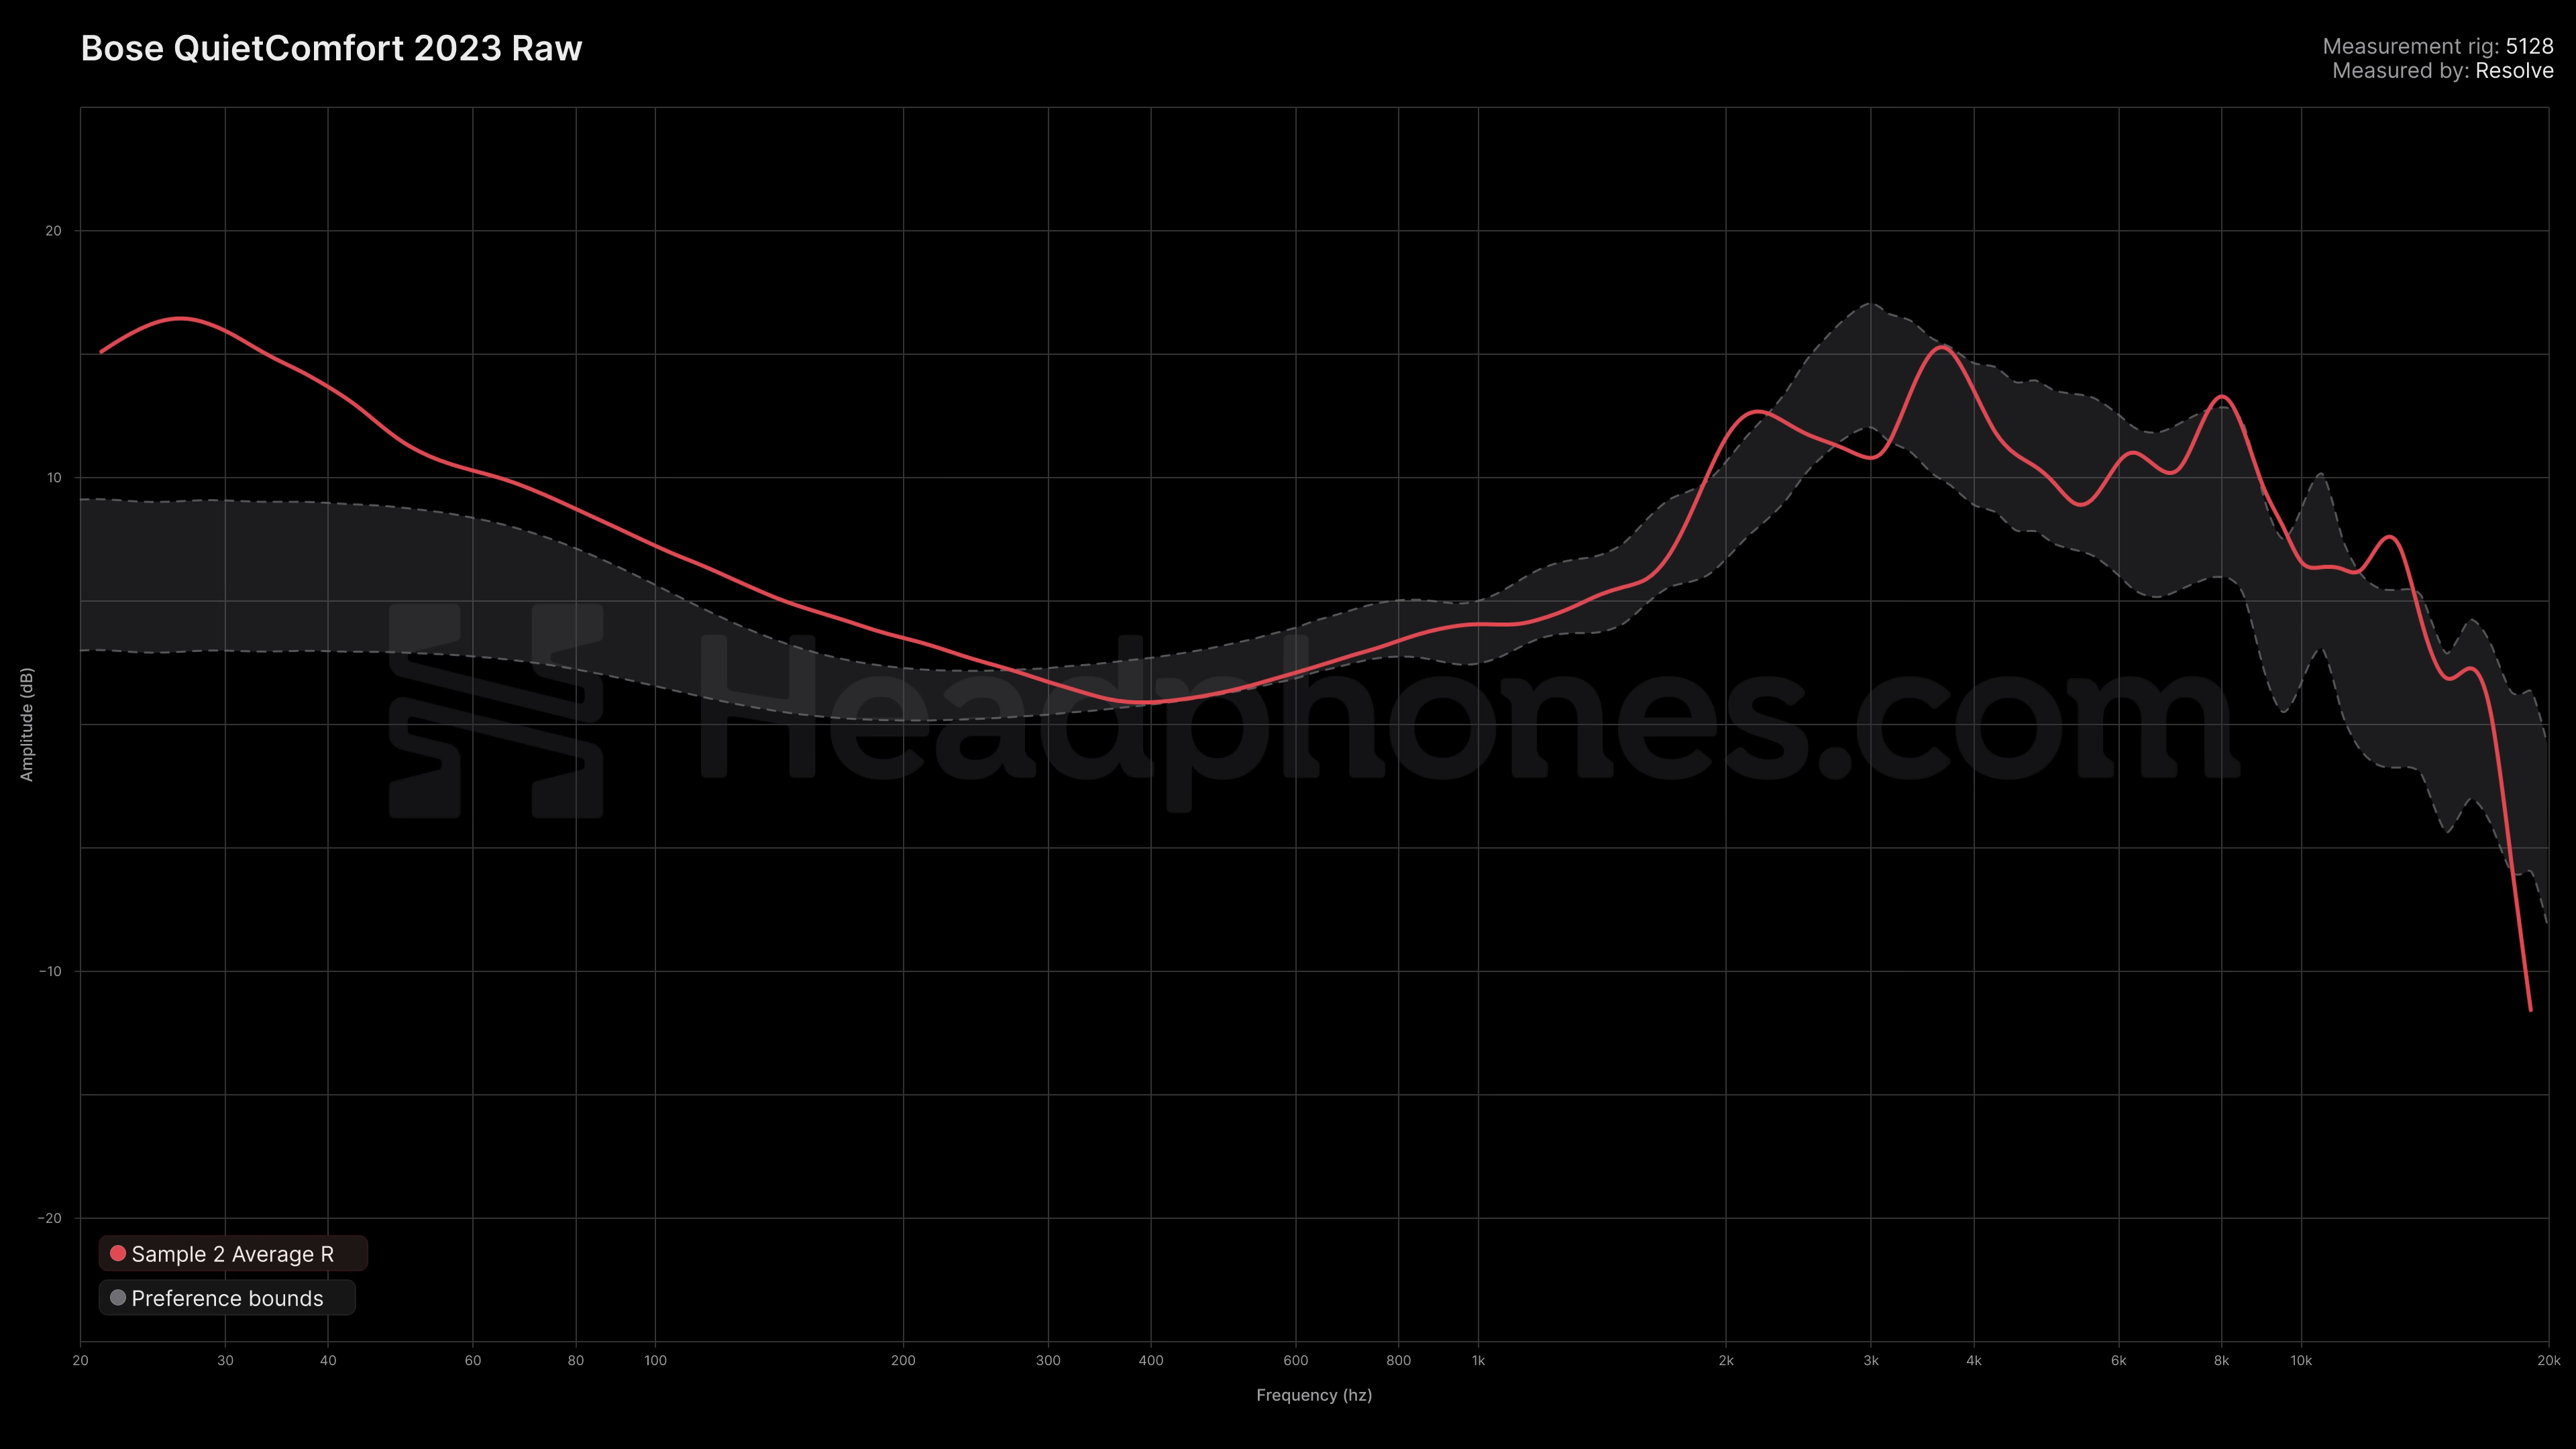 Bose QuietComfort 2023 Raw
Measurement rig: 5128
Measured by: Resolve
20
10
−10
−20
Amplitude (dB)
Headphones.com
Sample 2 Average R
Preference bounds
20 30 40 60 80 100 200 300 400 600 800 1k 2k 3k 4k 6k 8k 10k 20k
Frequency (hz)